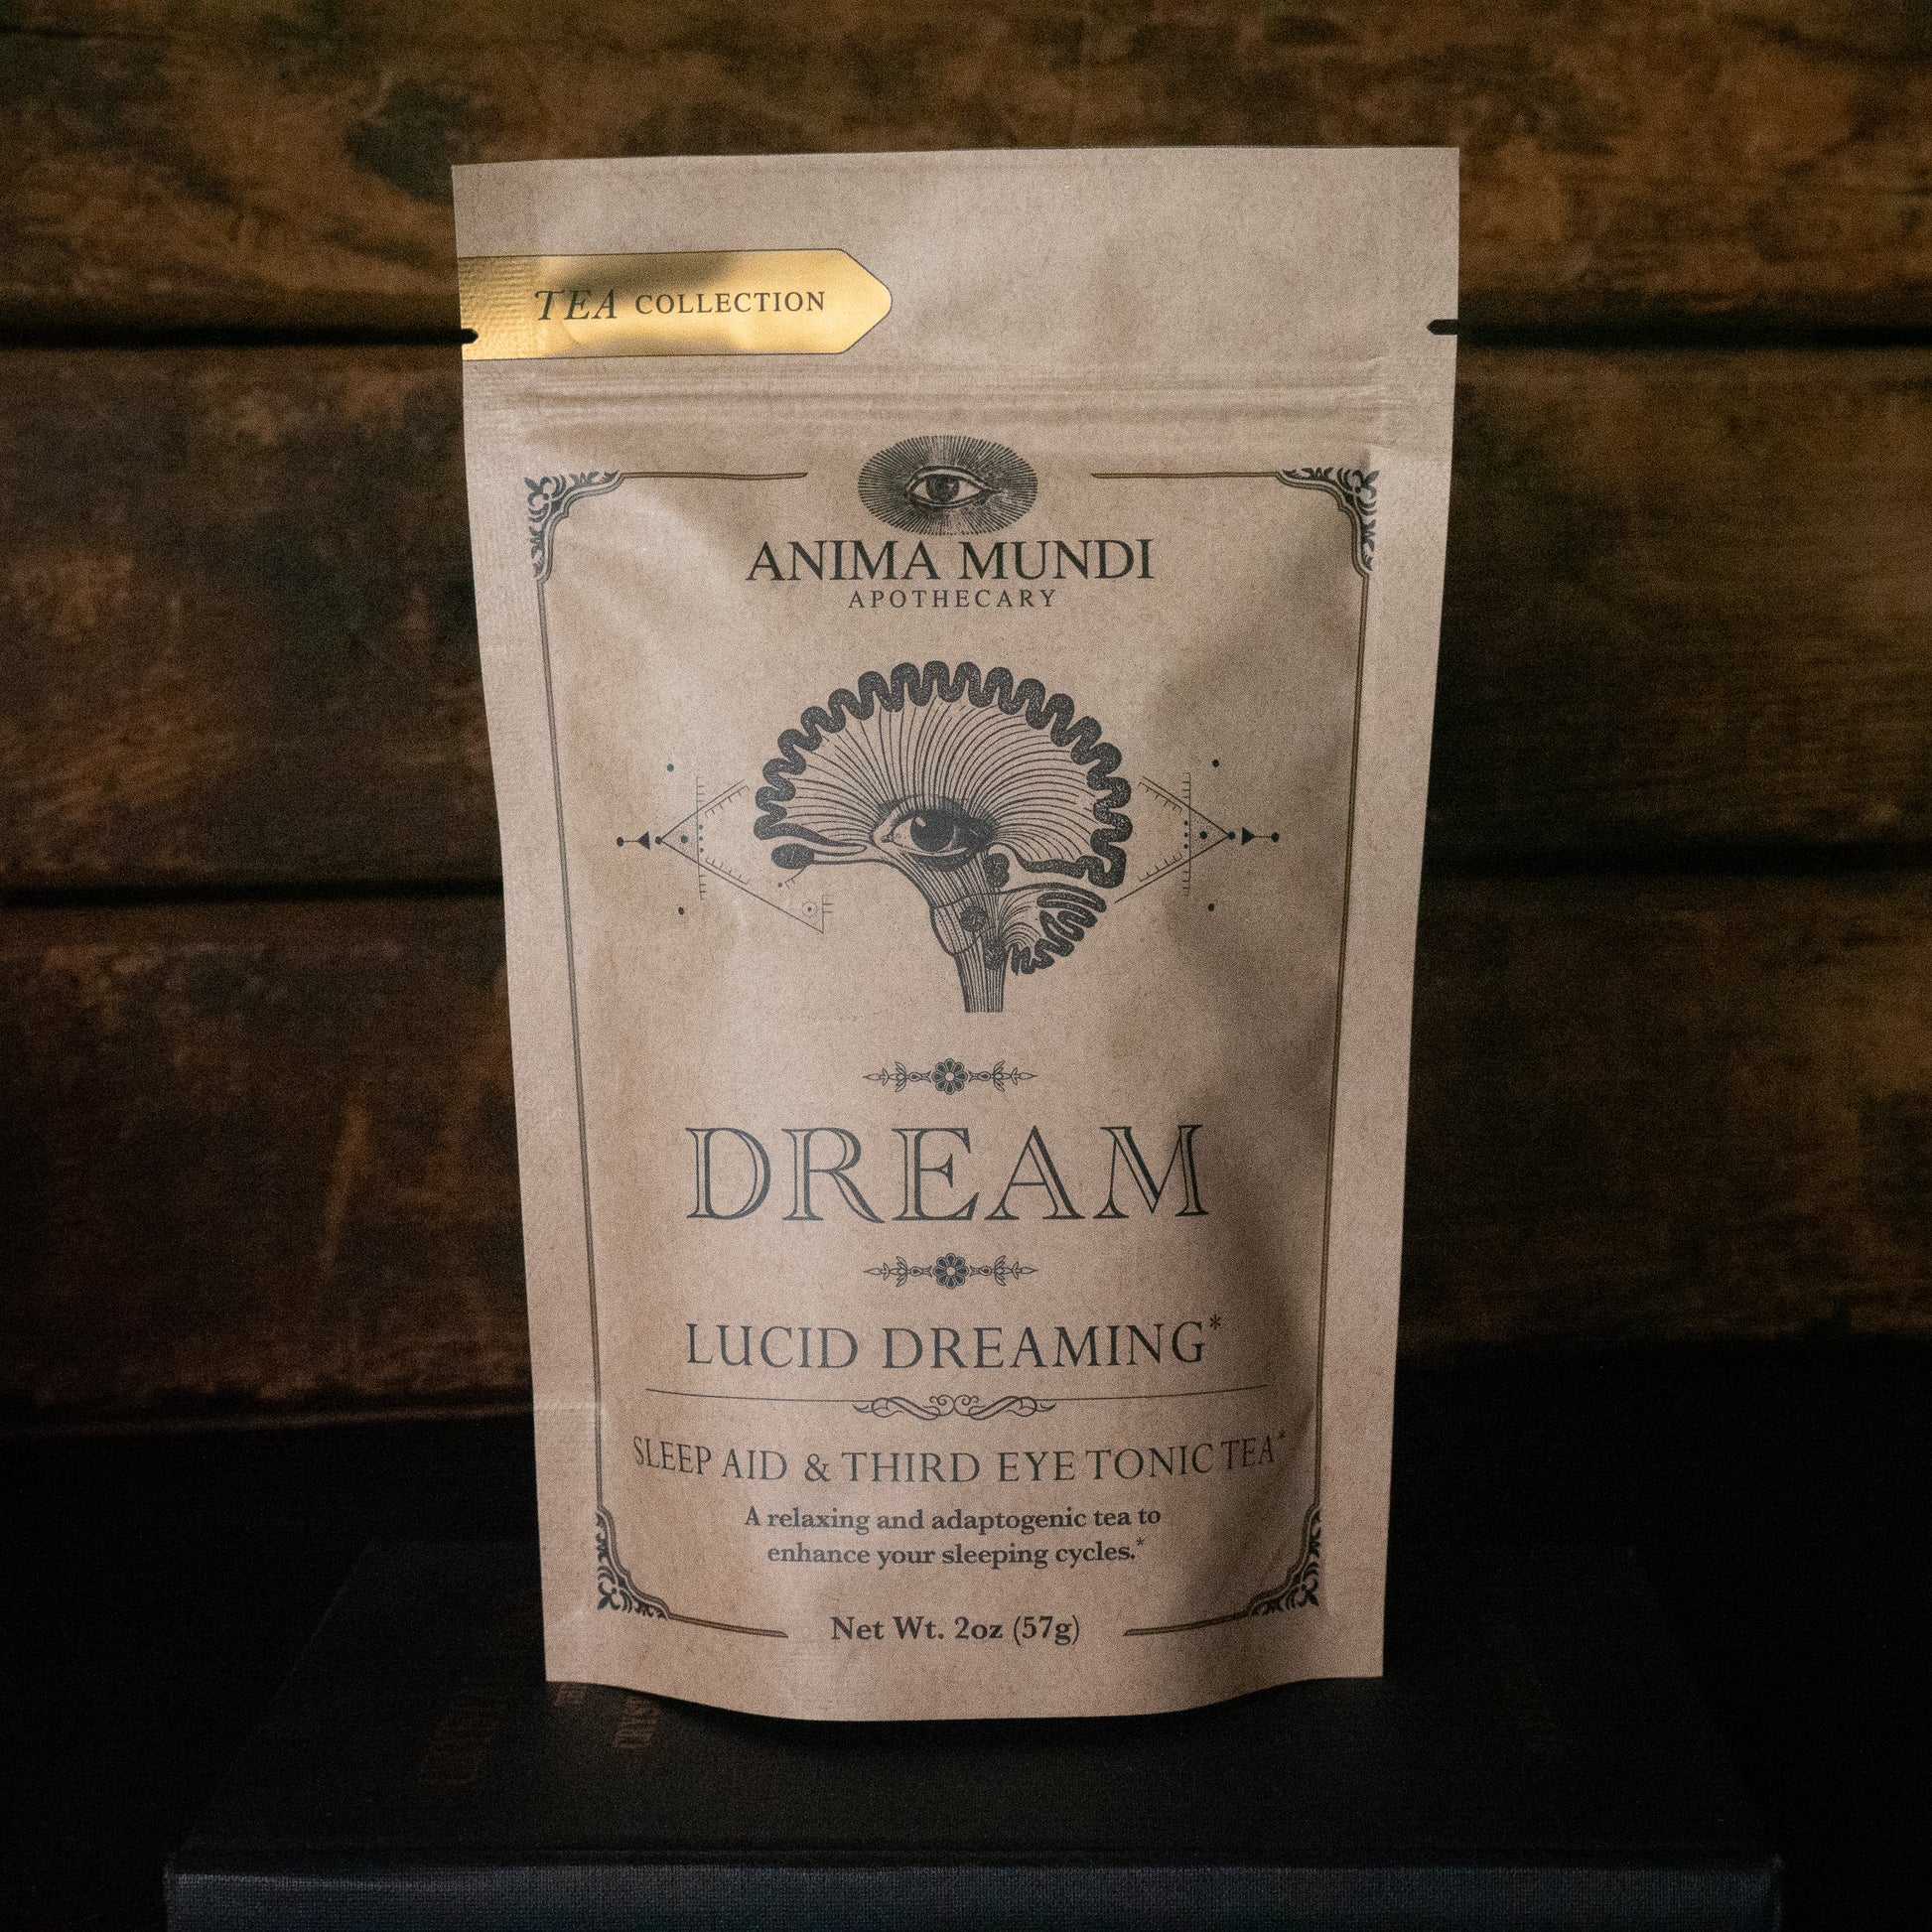 TEA COLLECTION
ANIMA MUNDI
APOTHECARY
DREAM
LUCID DREAMING*
SLEEP AID & THIRD EYE TONIC TEA*
A relaxing and adaptogenic tea to
enhance your sleeping cycles.*
Net Wt. 2oz (57g)